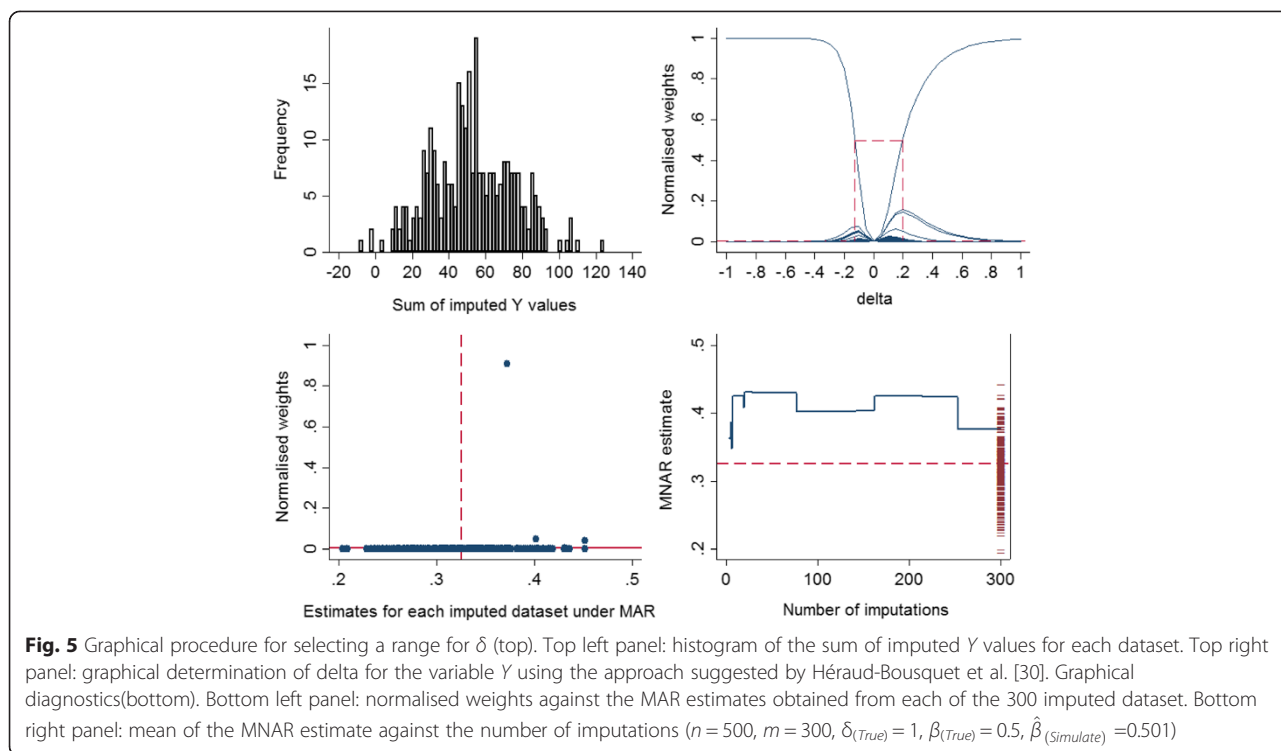 Frequency
0 5 10 15
-20 0 20 40 60 80 100 120 140
Sum of imputed Y values
Normalised weights
0 .2 .4 .6 .8 1
-1 -.8 -.6 -.4 -.2 0 .2 .4 .6 .8 1
delta
Normalised weights
0 .2 .4 .6 .8 1
.2 .3 .4 .5
Estimates for each imputed dataset under MAR
MNAR estimate
.2 .3 .4 .5
0 100 200 300
Number of imputations
Fig. 5 Graphical procedure for selecting a range for δ (top). Top left panel: histogram of the sum of imputed Y values for each dataset. Top right
panel: graphical determination of delta for the variable Y using the approach suggested by Héraud-Bousquet et al. [30]. Graphical
diagnostics(bottom). Bottom left panel: normalised weights against the MAR estimates obtained from each of the 300 imputed dataset. Bottom
right panel: mean of the MNAR estimate against the number of imputations (n = 500, m = 300, δ(True) = 1, β(True) = 0.5, β̂ (Simulate) =0.501)